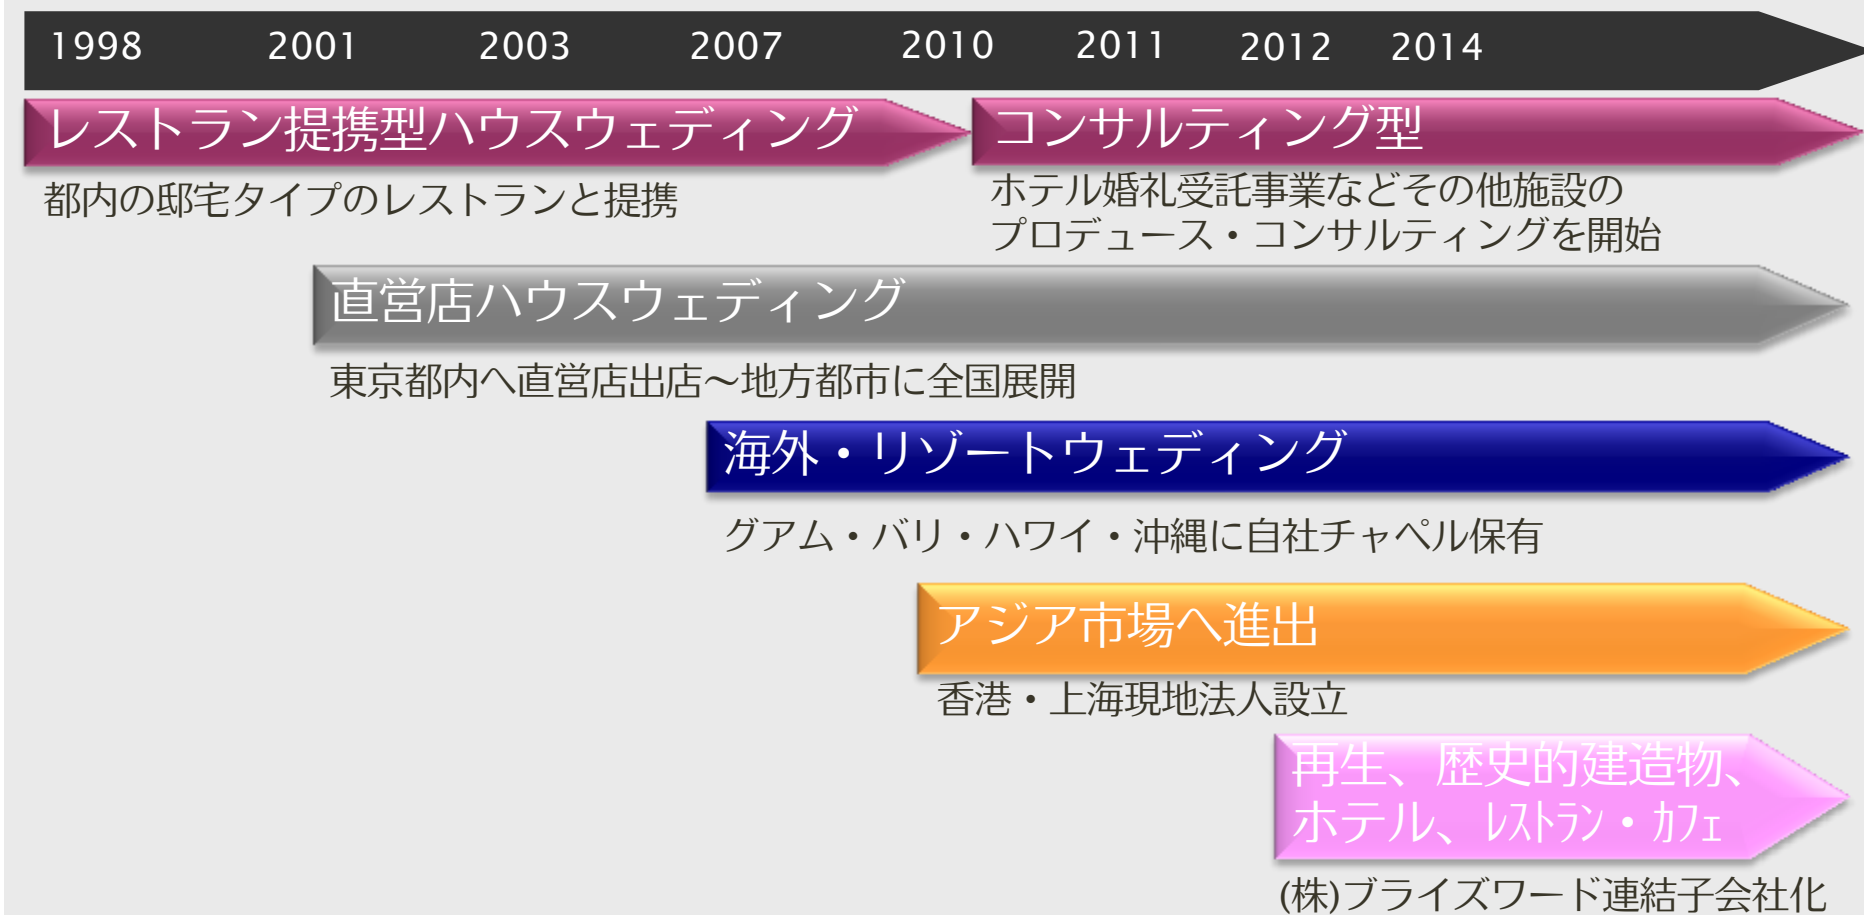 1998 2001 2003 2007 2010 2011 2012 2014
レストラン提携型ハウスウェディング
都内の邸宅タイプのレストランと提携
コンサルティング型
ホテル婚礼受託事業などその他施設の
プロデュース・コンサルティングを開始
直営店ハウスウェディング
東京都内へ直営店出店～地方都市に全国展開
海外・リゾートウェディング
グアム・バリ・ハワイ・沖縄に自社チャペル保有
アジア市場へ進出
香港・上海現地法人設立
再生、歴史的建造物、
ホテル、ﾚｽﾄﾗﾝ・ｶﾌｪ
(株)ブライズワード連結子会社化